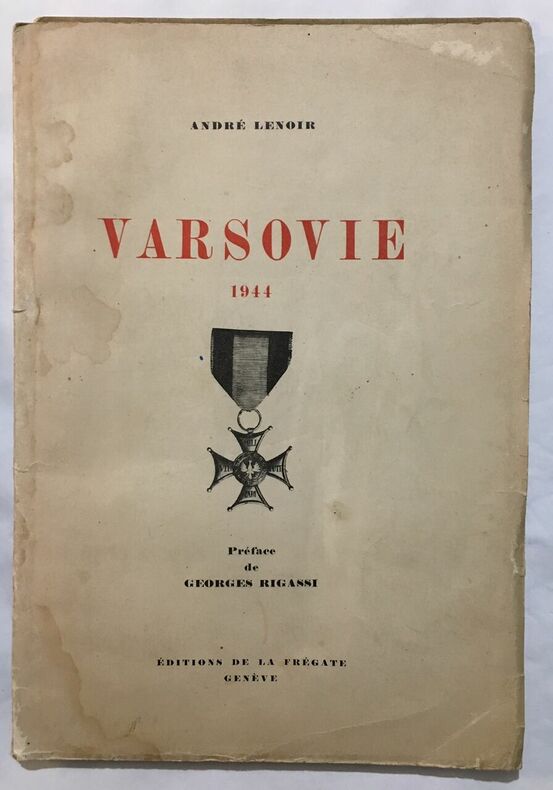 ANDRÉ LENOIR
VARSOVIE
1944
Préface
de
GEORGES RIGASSI
ÉDITIONS DE LA FRÉGATE
GENÈVE